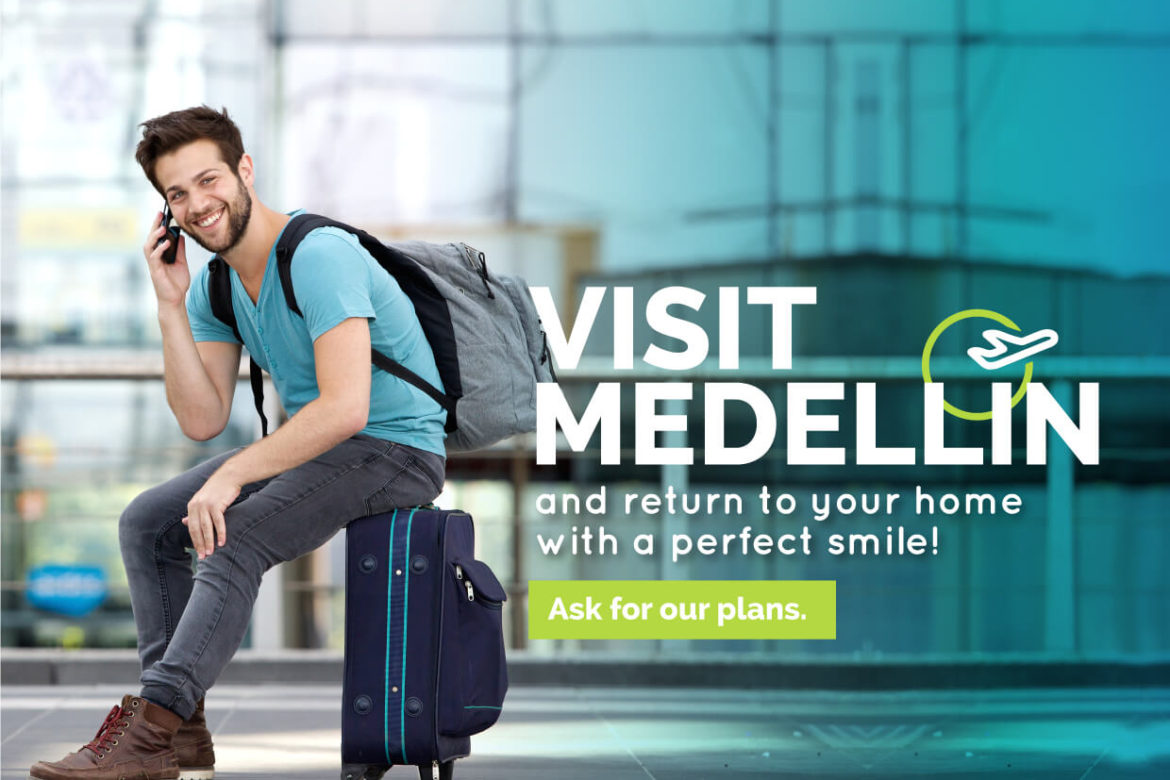 VISIT
MEDELLIN
and return to your home
with a perfect smile!
Ask for our plans.